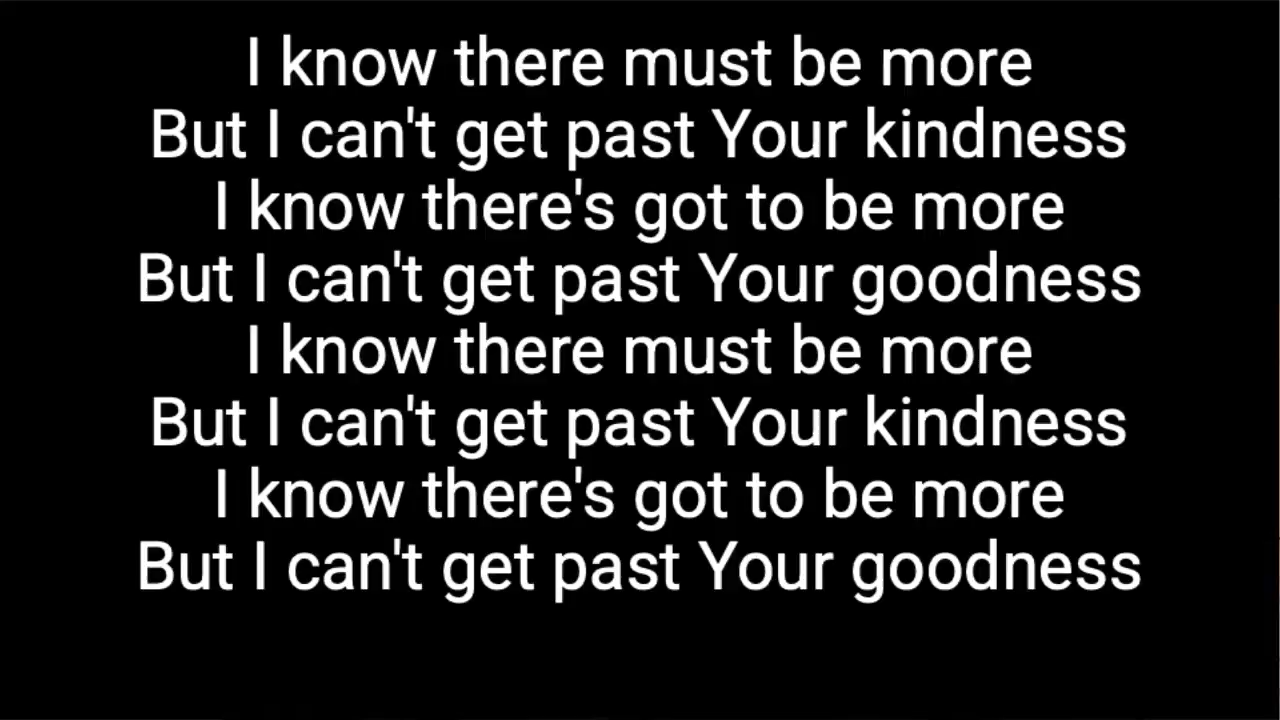 I know there must be more
But I can't get past Your kindness
I know there's got to be more
But I can't get past Your goodness
I know there must be more
But I can't get past Your kindness
I know there's got to be more
But I can't get past Your goodness